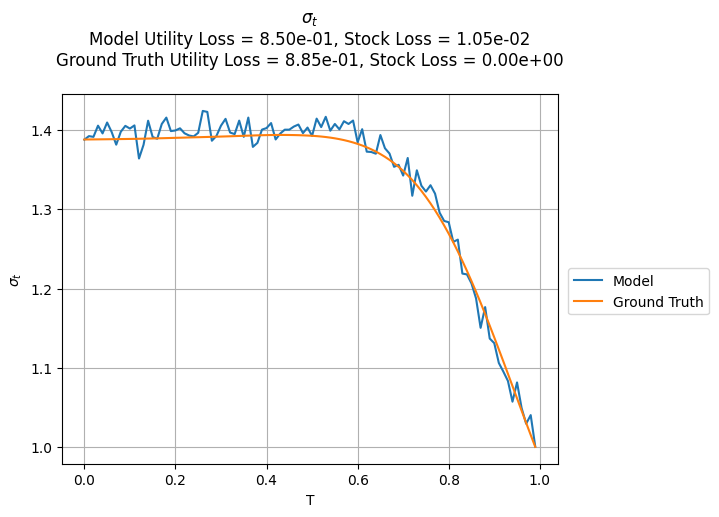 σₜ
Model Utility Loss = 8.50e-01, Stock Loss = 1.05e-02
Ground Truth Utility Loss = 8.85e-01, Stock Loss = 0.00e+00
1.4
1.3
1.2
1.1
1.0
σₜ
0.0 0.2 0.4 0.6 0.8 1.0
T
Model
Ground Truth